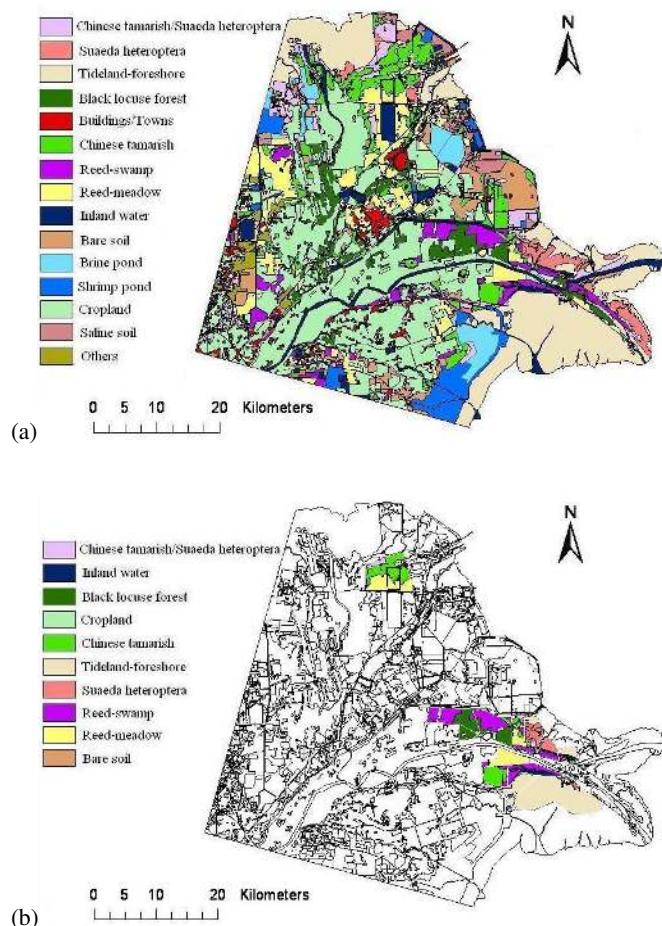 Chinese tamarish/Suaeda heteroptera
Suaeda heteroptera
Tideland-foreshore
Black locuse forest
Buildings/Towns
Chinese tamarish
Reed-swamp
Reed-meadow
Inland water
Bare soil
Brine pond
Shrimp pond
Cropland
Saline soil
Others
N
0 5 10 20 Kilometers
(a)
Chinese tamarish/Suaeda heteroptera
Inland water
Black locuse forest
Cropland
Chinese tamarish
Tideland-foreshore
Suaeda heteroptera
Reed-swamp
Reed-meadow
Bare soil
N
0 5 10 20 Kilometers
(b)